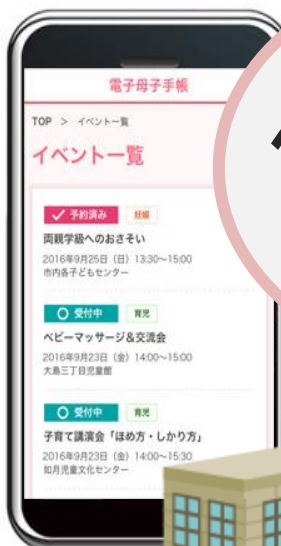 電子母子手帳
TOP > イベント一覧
イベント一覧
✓ 予約済み 妊娠
両親学級へのおさそい
2016年9月25日（日）13:30〜15:00
市内各子どもセンター
○ 受付中 育児
ベビーマッサージ＆交流会
2016年9月23日（金）14:00〜15:00
大島三丁目児童館
○ 受付中 育児
子育て講演会「ほめ方・しかり方」
2016年9月23日（金）14:00〜15:30
如月児童文化センター